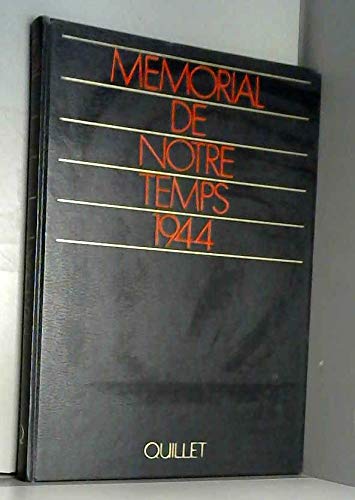 MEMORIAL
DE
NOTRE
TEMPS
1944
QUILLET